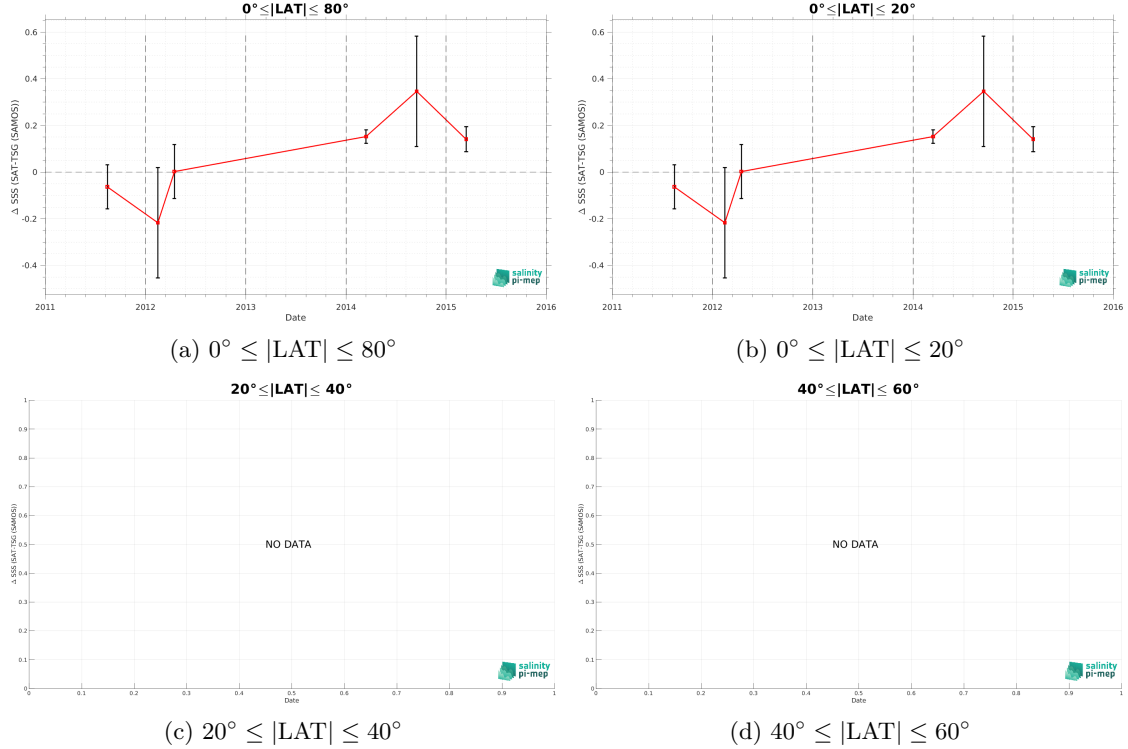 0°≤|LAT|≤ 80°
0.6
0.4
0.2
0
-0.2
-0.4
Δ SSS (SAT-TSG (SAMOS))
2011 2012 2013 2014 2015 2016
Date
salinity
pi-mep
(a) 0° ≤ |LAT| ≤ 80°
0°≤|LAT|≤ 20°
0.6
0.4
0.2
0
-0.2
-0.4
Δ SSS (SAT-TSG (SAMOS))
2011 2012 2013 2014 2015 2016
Date
salinity
pi-mep
(b) 0° ≤ |LAT| ≤ 20°
20°≤|LAT|≤ 40°
1
0.9
0.8
0.7
0.6
0.5
0.4
0.3
0.2
0.1
0
Δ SSS (SAT-TSG (SAMOS))
NO DATA
0 0.1 0.2 0.3 0.4 0.5 0.6 0.7 0.8 0.9 1
Date
salinity
pi-mep
(c) 20° ≤ |LAT| ≤ 40°
40°≤|LAT|≤ 60°
1
0.9
0.8
0.7
0.6
0.5
0.4
0.3
0.2
0.1
0
Δ SSS (SAT-TSG (SAMOS))
NO DATA
0 0.1 0.2 0.3 0.4 0.5 0.6 0.7 0.8 0.9 1
Date
salinity
pi-mep
(d) 40° ≤ |LAT| ≤ 60°